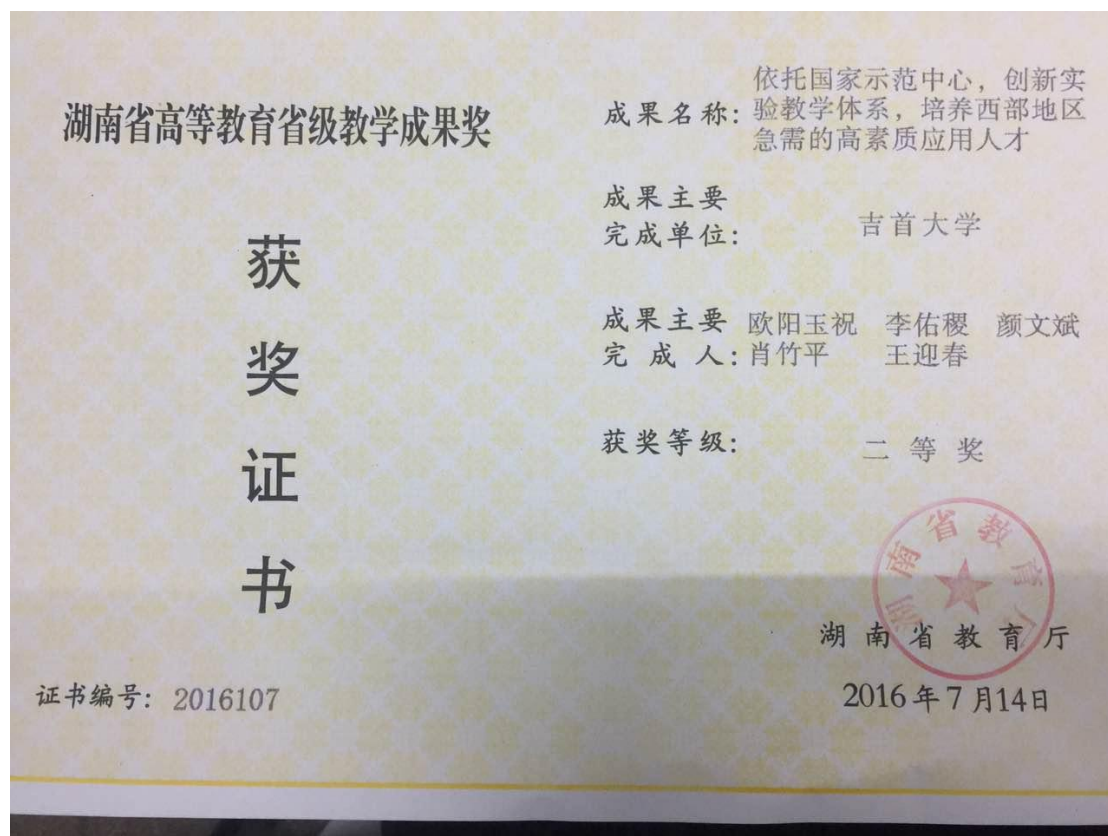 湖南省高等教育省级教学成果奖
获
奖
证
书
证书编号: 2016107
成果名称: 依托国家示范中心, 创新实
验教学体系, 培养西部地区
急需的高素质应用人才
成果主要
完成单位: 吉首大学
成果主要 欧阳玉祝 李佑稷 颜文斌
完成人: 肖竹平 王迎春
获奖等级: 二等奖
湖南省教育厅
湖南省教育厅
2016年7月14日